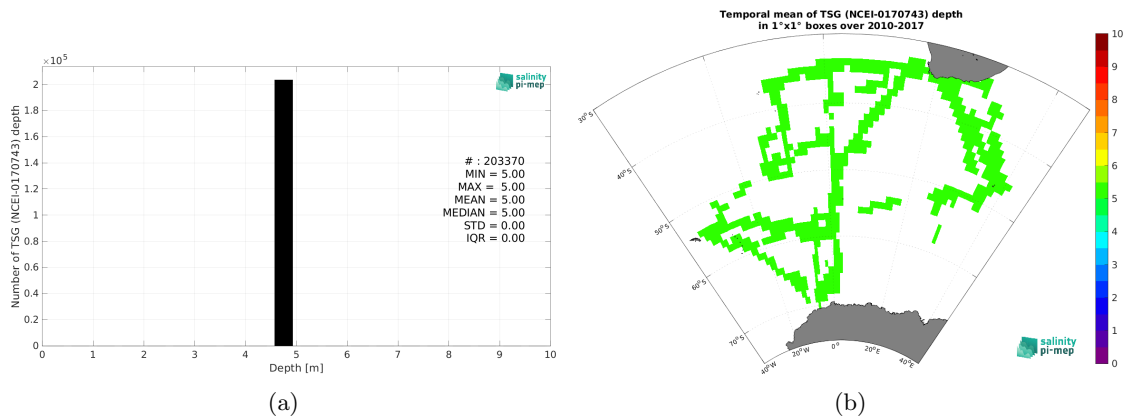 ×10⁵
2
1.8
1.6
1.4
1.2
1
0.8
0.6
0.4
0.2
0
Number of TSG (NCEI-0170743) depth
salinity
pi-mep
# : 203370
MIN = 5.00
MAX = 5.00
MEAN = 5.00
MEDIAN = 5.00
STD = 0.00
IQR = 0.00
0 1 2 3 4 5 6 7 8 9 10
Depth [m]
(a)
Temporal mean of TSG (NCEI-0170743) depth
in 1°x1° boxes over 2010-2017
30°S
40°S
50°S
60°S
70°S
40°W
20°W
0°
20°E
40°E
10
9
8
7
6
5
4
3
2
1
0
salinity
pi-mep
(b)